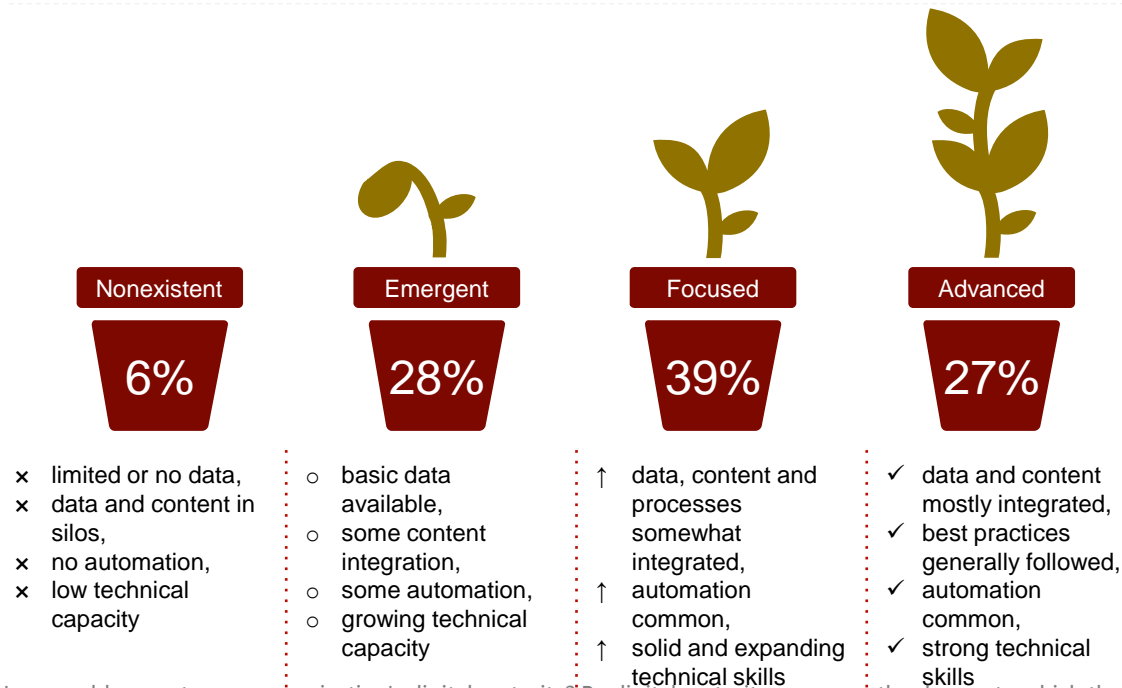 Nonexistent
6%
× limited or no data,
× data and content in
silos,
× no automation,
× low technical
capacity
Emergent
28%
○ basic data
available,
○ some content
integration,
○ some automation,
○ growing technical
capacity
Focused
39%
↑ data, content and
processes
somewhat
integrated,
↑ automation
common,
↑ solid and expanding
technical skills
Advanced
27%
✓ data and content
mostly integrated,
✓ best practices
generally followed,
✓ automation
common,
✓ strong technical
skills